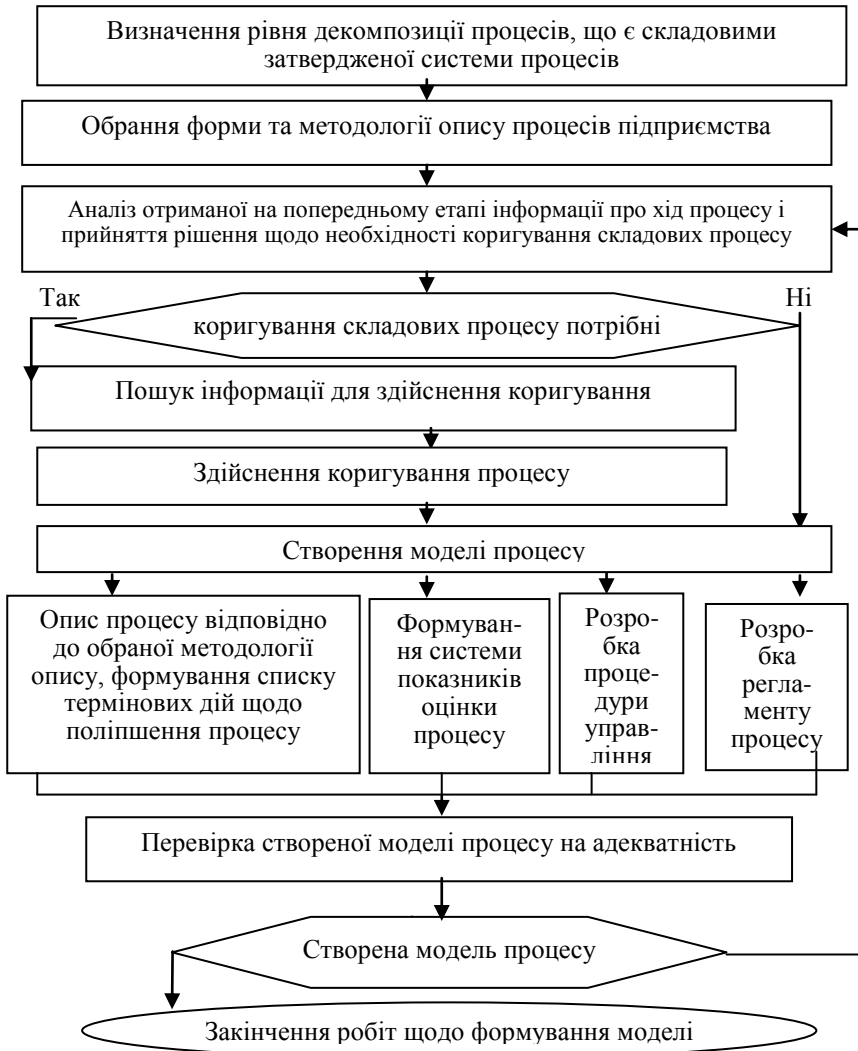 Визначення рівня декомпозиції процесів, що є складовими
затвердженої системи процесів
Обрання форми та методології опису процесів підприємства
Аналіз отриманої на попередньому етапі інформації про хід процесу і
прийняття рішення щодо необхідності коригування складових процесу
Так
Ні
коригування складових процесу потрібні
Пошук інформації для здійснення коригування
Здійснення коригування процесу
Створення моделі процесу
Опис процесу відповідно
до обраної методології
опису, формування списку
термінових дій щодо
поліпшення процесу
Формуван-
ня системи
показників
оцінки
процесу
Розро-
бка
проце-
дури
управ-
ління
Розро-
бка
регла-
менту
процесу
Перевірка створеної моделі процесу на адекватність
Створена модель процесу
Закінчення робіт щодо формування моделі